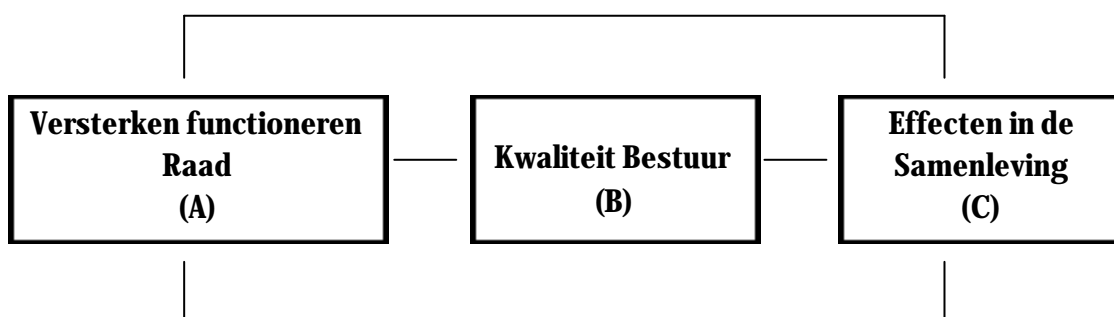 Versterken functioneren
Raad
(A)
Kwaliteit Bestuur
(B)
Effecten in de
Samenleving
(C)